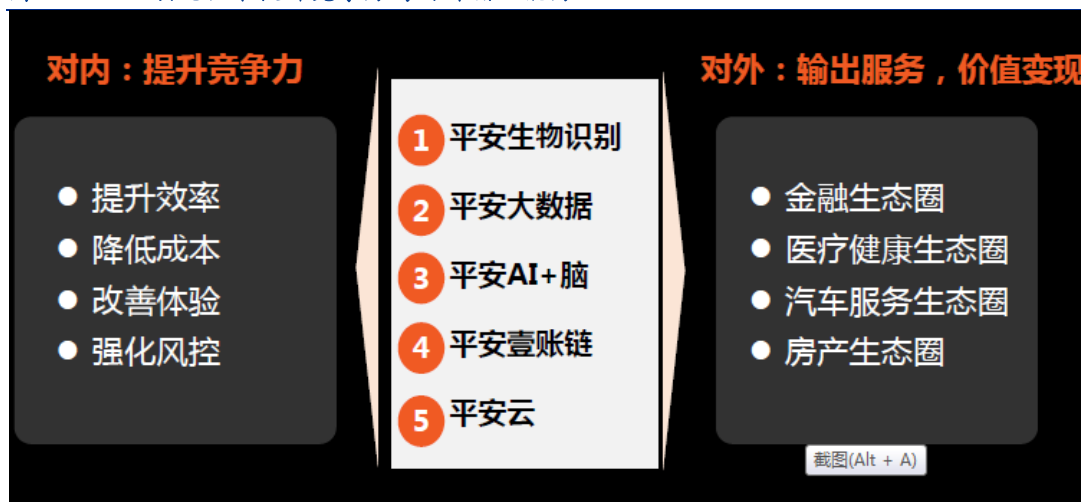 对内：提升竞争力
提升效率
降低成本
改善体验
强化风控
1 平安生物识别
2 平安大数据
3 平安AI+脑
4 平安壹账链
5 平安云
对外：输出服务，价值变现
金融生态圈
医疗健康生态圈
汽车服务生态圈
房产生态圈
截图(Alt + A)